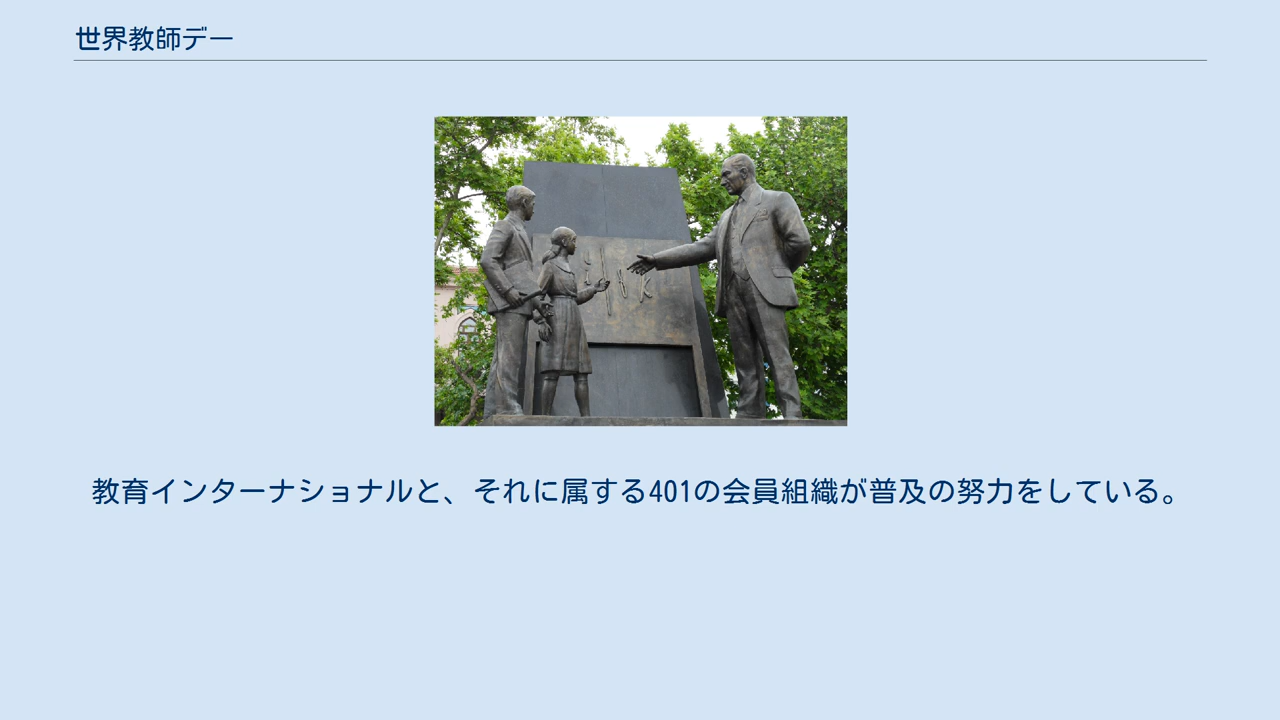 世界教師デー
教育インターナショナルと、それに属する401の会員組織が普及の努力をしている。